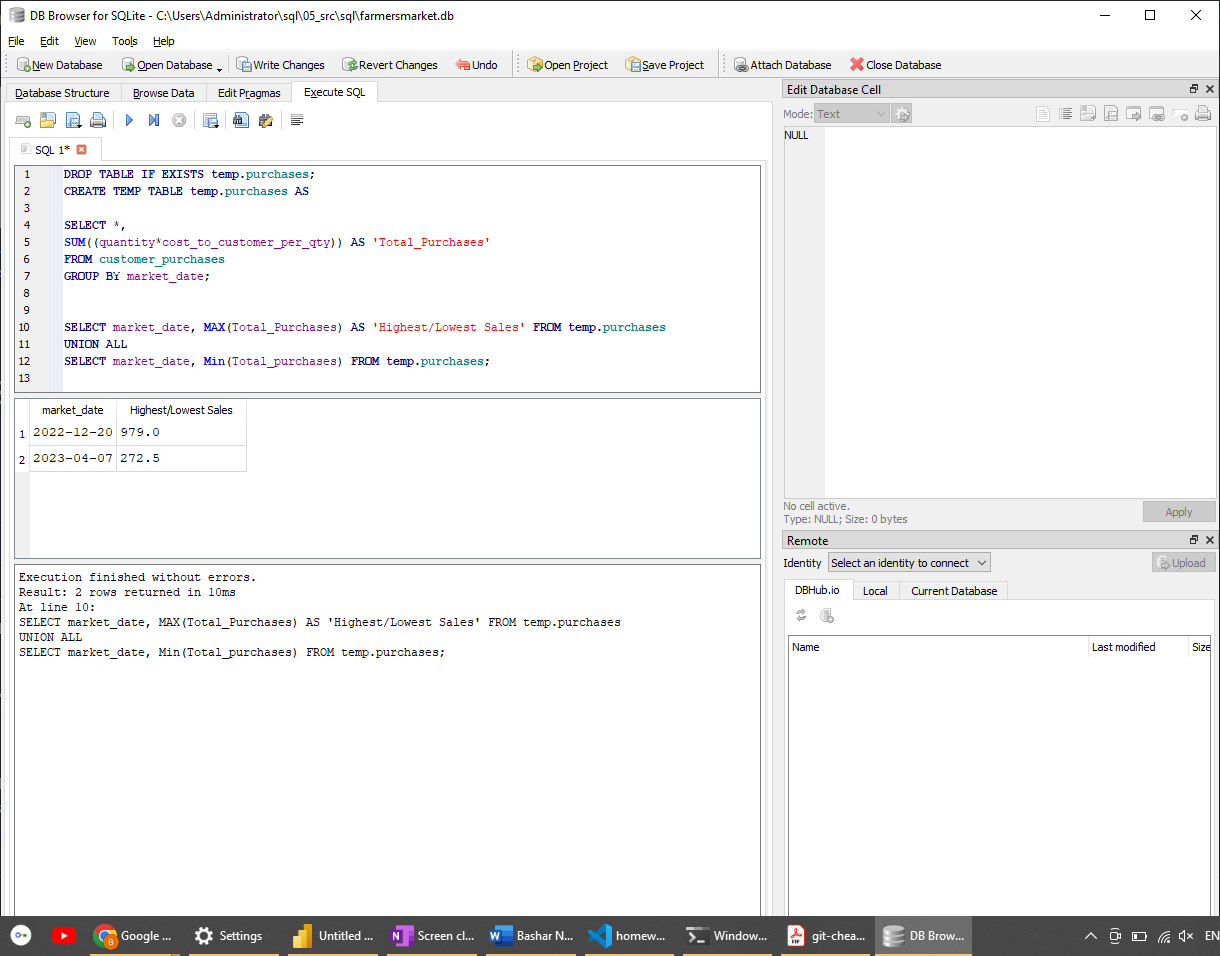 DB Browser for SQLite - C:\Users\Administrator\sql\05_src\sql\farmersmarket.db
File Edit View Tools Help
New Database Open Database Write Changes Revert Changes Undo Open Project Save Project Attach Database Close Database
Database Structure Browse Data Edit Pragmas Execute SQL
SQL 1*
1 DROP TABLE IF EXISTS temp.purchases;
2 CREATE TEMP TABLE temp.purchases AS
3
4 SELECT *,
5 SUM((quantity*cost_to_customer_per_qty)) AS 'Total_Purchases'
6 FROM customer_purchases
7 GROUP BY market_date;
8
9
10 SELECT market_date, MAX(Total_Purchases) AS 'Highest/Lowest Sales' FROM temp.purchases
11 UNION ALL
12 SELECT market_date, Min(Total_purchases) FROM temp.purchases;
13
market_date Highest/Lowest Sales
1 2022-12-20 979.0
2 2023-04-07 272.5
Execution finished without errors.
Result: 2 rows returned in 10ms
At line 10:
SELECT market_date, MAX(Total_Purchases) AS 'Highest/Lowest Sales' FROM temp.purchases
UNION ALL
SELECT market_date, Min(Total_purchases) FROM temp.purchases;
Edit Database Cell
Mode: Text
NULL
No cell active.
Type: NULL; Size: 0 bytes
Apply
Remote
Identity Select an identity to connect Upload
DBHub.io Local Current Database
Name Last modified Size
Google ... Settings Untitled ... Screen cl... Bashar N... homew... Window... git-chea... DB Brow... EN